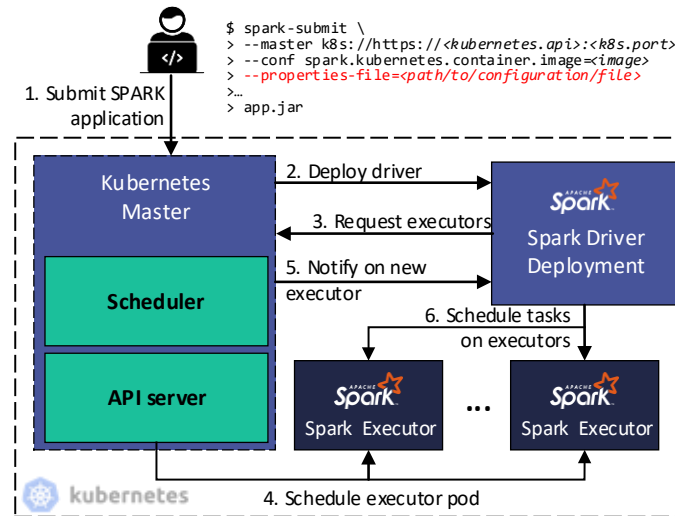 $ spark-submit \
> --master k8s://https://<kubernetes.api>:<k8s.port>
> --conf spark.kubernetes.container.image=<image>
> --properties-file=<path/to/configuration/file>
>…
> app.jar
</>
1. Submit SPARK
application
Kubernetes
Master
2. Deploy driver
3. Request executors
5. Notify on new
executor
APACHE
Spark
Spark Driver
Deployment
Scheduler
API server
6. Schedule tasks
on executors
APACHE
Spark
Spark Executor
...
APACHE
Spark
Spark Executor
4. Schedule executor pod
kubernetes